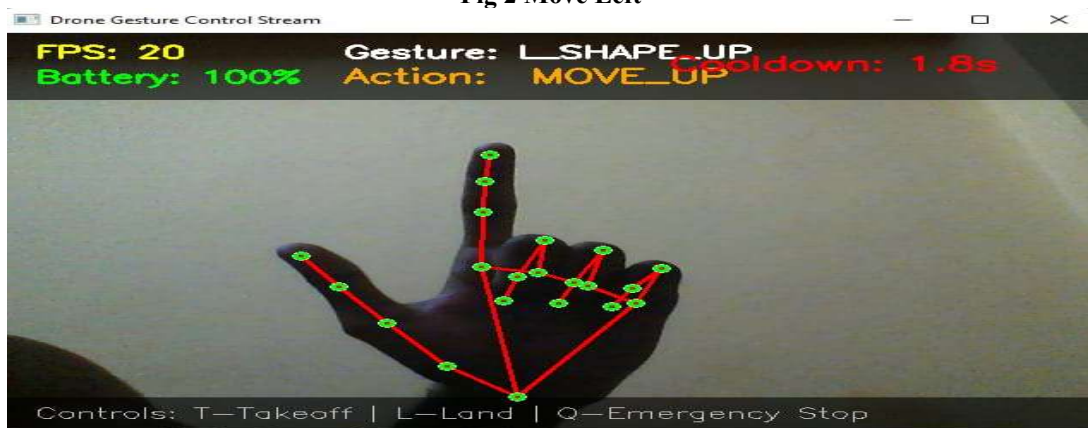 Fig 2 Move Left
Drone Gesture Control Stream
FPS: 20 Gesture: L_SHAPE_UP
Cooldown: 1.8s
Battery: 100% Action: MOVE_UP
Controls: T-Takeoff | L-Land | Q-Emergency Stop